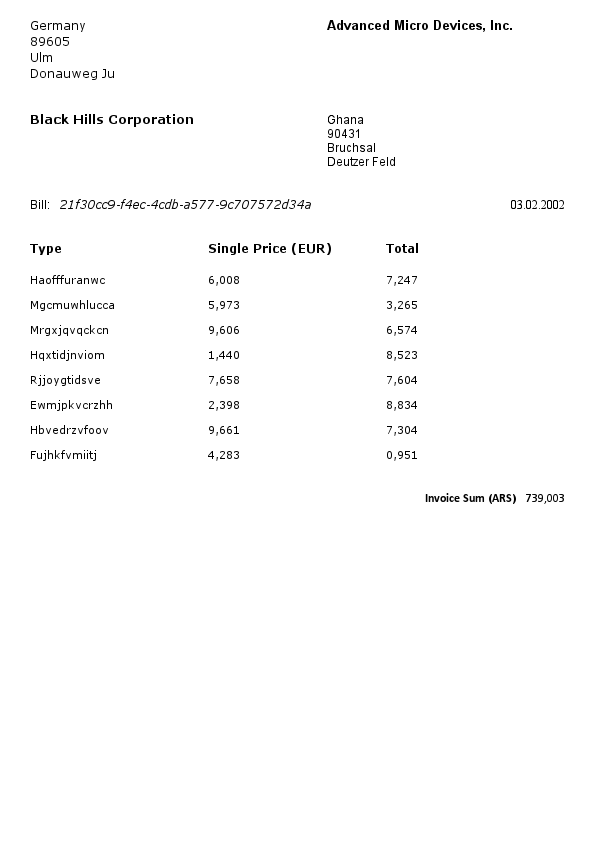 Germany
89605
Ulm
Donauweg Ju
Advanced Micro Devices, Inc.
Black Hills Corporation
Ghana
90431
Bruchsal
Deutzer Feld
Bill: 21f30cc9-f4ec-4cdb-a577-9c707572d34a 03.02.2002
Type Single Price (EUR) Total
Haofffuranwc 6,008 7,247
Mgcmuwhlucca 5,973 3,265
Mrgxjqvqckcn 9,606 6,574
Hqxtidjnviom 1,440 8,523
Rjjoygtidsve 7,658 7,604
Ewmjpkvcrzhh 2,398 8,834
Hbvedrzvfoov 9,661 7,304
Fujhkfvmiitj 4,283 0,951
Invoice Sum (ARS) 739,003